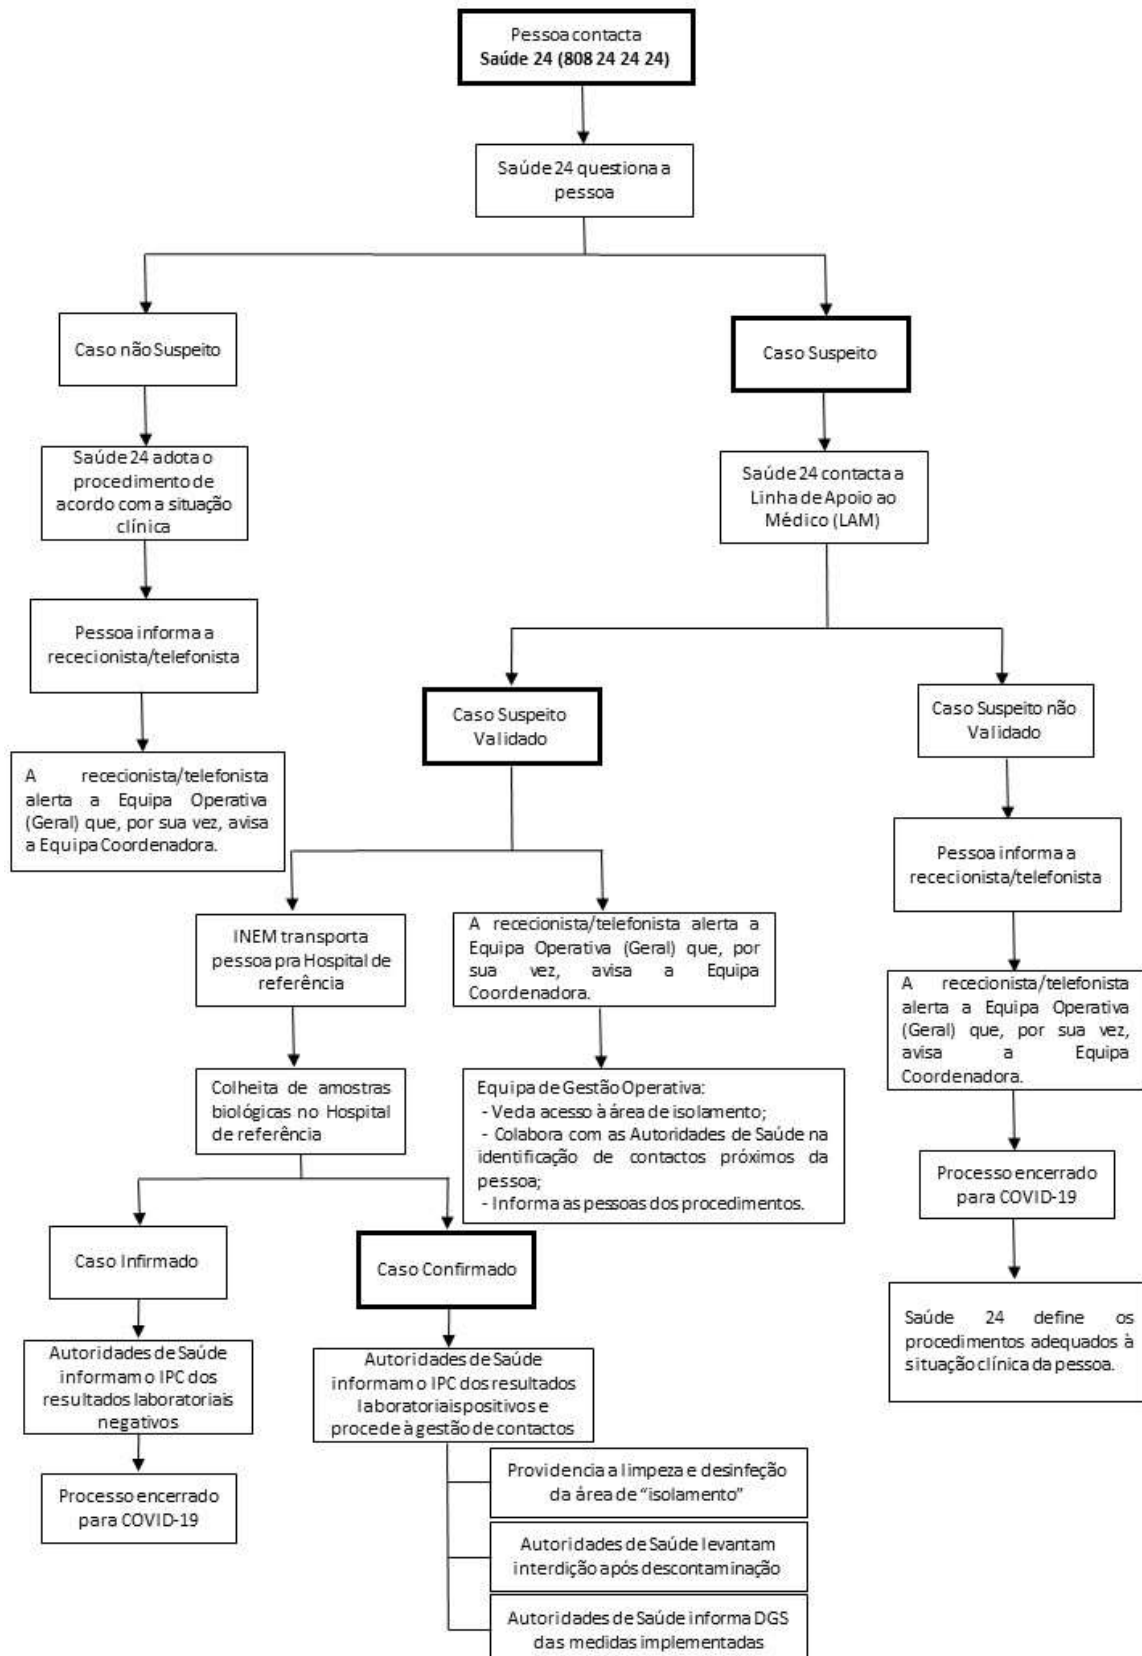 Pessoa contacta
Saúde 24 (808 24 24 24)
Saúde 24 questiona a
pessoa
Caso não Suspeito
Caso Suspeito
Saúde 24 adota o
procedimento de
acordo com a situação
clínica
Saúde 24 contacta a
Linha de Apoio ao
Médico (LAM)
Pessoa informa a
rececionista/telefonista
Caso Suspeito
Validado
Caso Suspeito não
Validado
A rececionista/telefonista
alerta a Equipa Operativa
(Geral) que, por sua vez, avisa
a Equipa Coordenadora.
Pessoa informa a
rececionista/telefonista
INEM transporta
pessoa pra Hospital de
referência
A rececionista/telefonista alerta a
Equipa Operativa (Geral) que, por
sua vez, avisa a Equipa
Coordenadora.
A rececionista/telefonista
alerta a Equipa Operativa
(Geral) que, por sua vez,
avisa a Equipa
Coordenadora.
Colheita de amostras
biológicas no Hospital
de referência
Equipa de Gestão Operativa:
- Veda acesso à área de isolamento;
- Colabora com as Autoridades de Saúde na
identificação de contactos próximos da
pessoa;
- Informa as pessoas dos procedimentos.
Processo encerrado
para COVID-19
Caso Infirmado
Caso Confirmado
Saúde 24 define os
procedimentos adequados à
situação clínica da pessoa.
Autoridades de Saúde
informam o IPC dos
resultados laboratoriais
negativos
Autoridades de Saúde
informam o IPC dos resultados
laboratoriais positivos e
procede à gestão de contactos
Processo encerrado
para COVID-19
Providencia a limpeza e desinfeção
da área de “isolamento”
Autoridades de Saúde levantam
interdição após descontaminação
Autoridades de Saúde informa DGS
das medidas implementadas